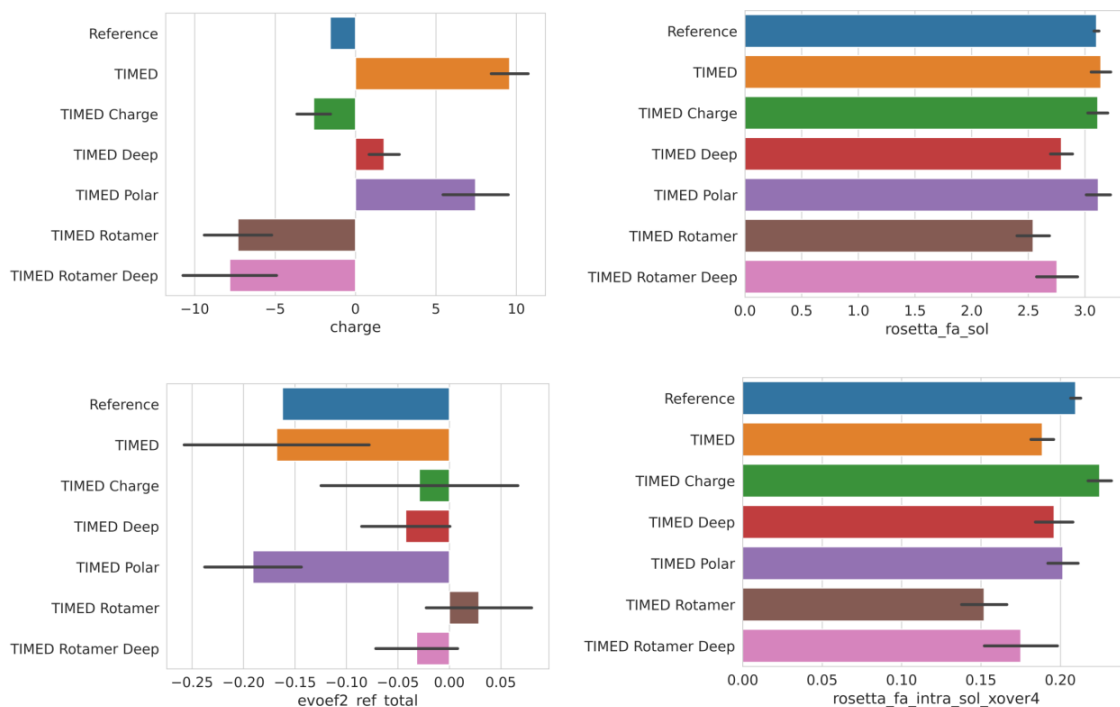 Reference
TIMED
TIMED Charge
TIMED Deep
TIMED Polar
TIMED Rotamer
TIMED Rotamer Deep
−10 −5 0 5 10
charge
Reference
TIMED
TIMED Charge
TIMED Deep
TIMED Polar
TIMED Rotamer
TIMED Rotamer Deep
0.0 0.5 1.0 1.5 2.0 2.5 3.0
rosetta_fa_sol
Reference
TIMED
TIMED Charge
TIMED Deep
TIMED Polar
TIMED Rotamer
TIMED Rotamer Deep
−0.25 −0.20 −0.15 −0.10 −0.05 0.00 0.05
evoef2_ref_total
Reference
TIMED
TIMED Charge
TIMED Deep
TIMED Polar
TIMED Rotamer
TIMED Rotamer Deep
0.00 0.05 0.10 0.15 0.20
rosetta_fa_intra_sol_xover4